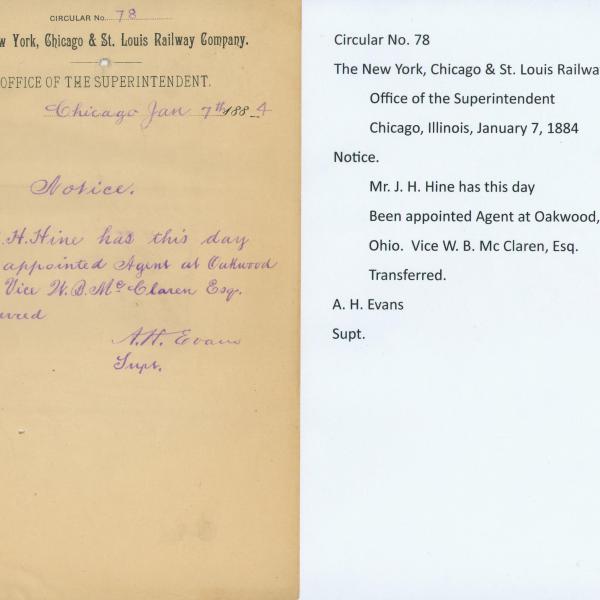 CIRCULAR No. 78
w York, Chicago & St. Louis Railway Company.
OFFICE OF THE SUPERINTENDENT.
Chicago Jan 7th 1884
Notice.
H. Hine has this day
appointed Agent at Oakwood
Vice W. B. Mc Claren Esq.
erred
A. H. Evans
Supt.
Circular No. 78
The New York, Chicago & St. Louis Railwa
Office of the Superintendent
Chicago, Illinois, January 7, 1884
Notice.
Mr. J. H. Hine has this day
Been appointed Agent at Oakwood,
Ohio. Vice W. B. Mc Claren, Esq.
Transferred.
A. H. Evans
Supt.